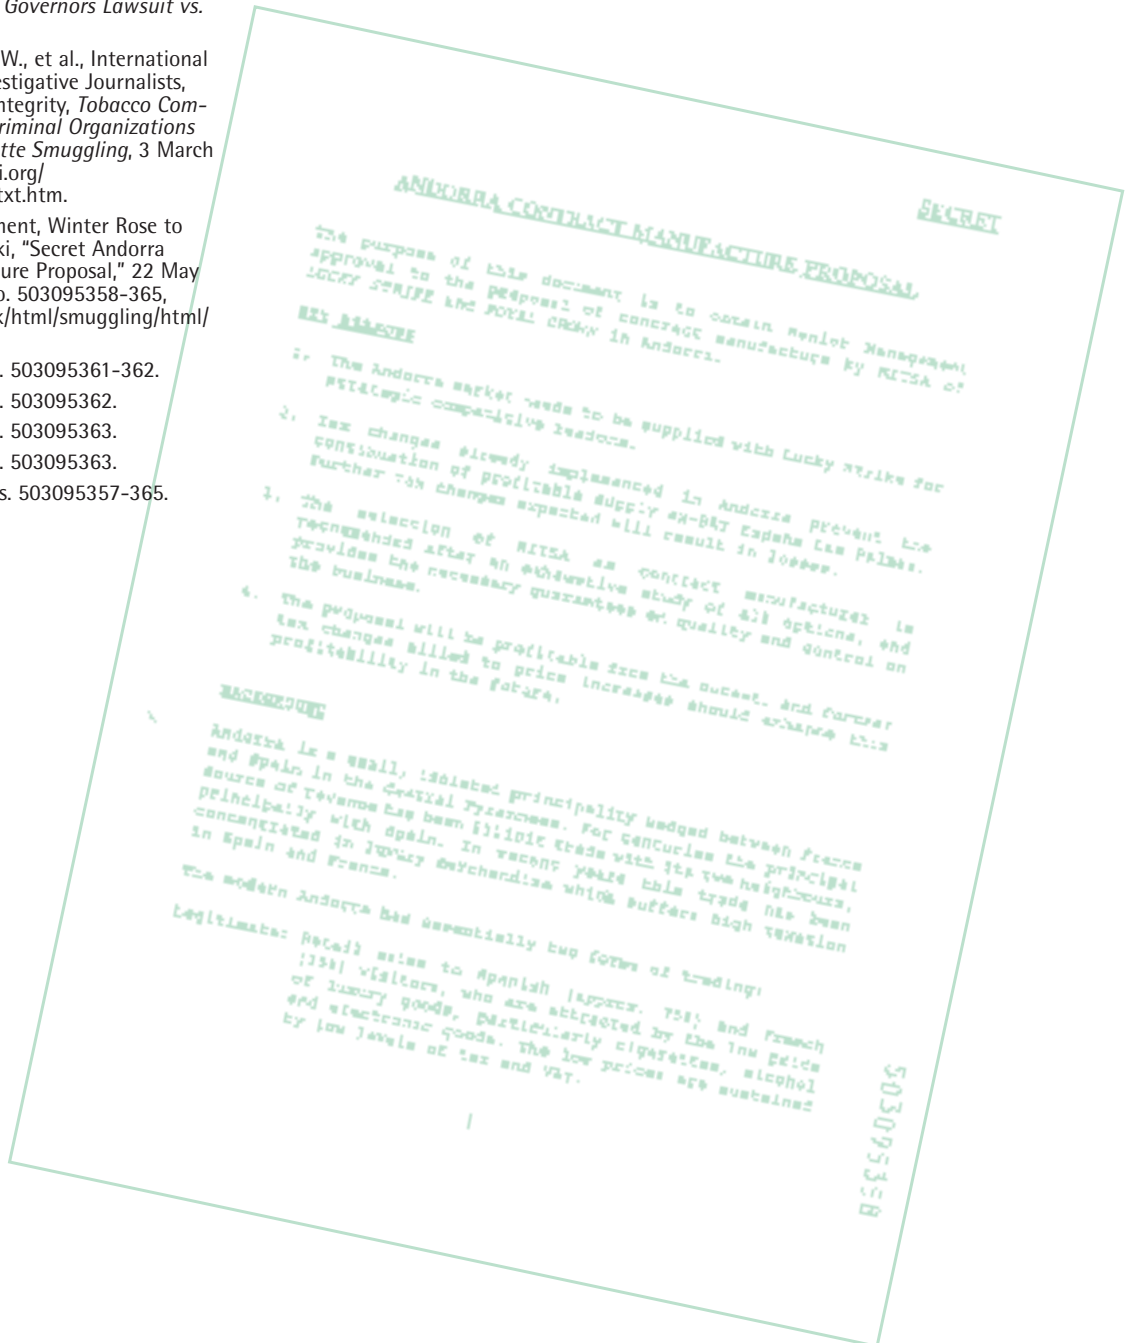 Governors Lawsuit vs.
W., et al., International
estigative Journalists,
ntegrity, Tobacco Com-
riminal Organizations
tte Smuggling, 3 March
i.org/
txt.htm.
ment, Winter Rose to
ki, "Secret Andorra
ure Proposal," 22 May
o. 503095358-365,
k/html/smuggling/html/
. 503095361-362.
. 503095362.
. 503095363.
. 503095363.
s. 503095357-365.
SECRET
ANDORRA CONTRACT MANUFACTURE PROPOSAL
The purpose of this document is to obtain Management
approval to the proposal of contract manufacture by of
LUCKY STRIKE and ROYAL CROWN in Andorra.
1. The Andorra market needs to be supplied with Lucky Strike for
strategic competitive reasons.
2. Tax changes already implemented in Andorra prevent the
continuation of profitable supply ex-BAT España Las Palmas.
Further tax changes expected will result in losses.
3. The selection of as contract manufacturer is
recommended after an exhaustive study of all options, and
provides the necessary guarantees on quality and control on
the business.
4. The proposal will be profitable from the outset, and further
tax changes allied to price increases should enhance this
profitability in the future.
BACKGROUND
Andorra is a small, isolated principality wedged between France
and Spain in the Central Pyrenees. For centuries the principal
source of revenue has been trade with its two neighbours,
principally with Spain. In recent years this trade has been
concentrated in luxury merchandise which suffers high taxation
in Spain and France.
The modern Andorra has essentially two forms of trading:
Legitimate: Retail sales to Spanish (approx. 75%) and French
visitors, who are attracted by the low price
of luxury goods, particularly cigarettes, alcohol
and electronic goods. The low prices are sustained
by low levels of tax and VAT.
503095358